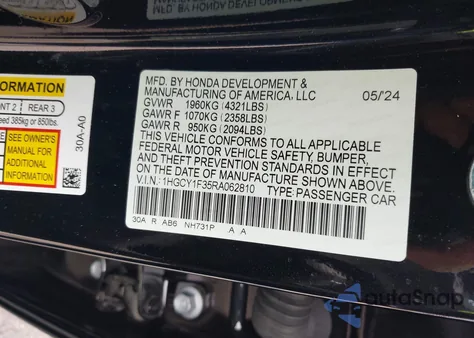 INFORMATION
FRONT 2 REAR 3
exceed 385kg or 850lbs.
SEE OWNER'S
MANUAL FOR
ADDITIONAL
INFORMATION
30A-A0
MFD. BY HONDA DEVELOPMENT &
MANUFACTURING OF AMERICA, LLC 05/'24
GVWR 1960KG (4321LBS)
GAWR F 1070KG (2358LBS)
GAWR R 950KG (2094LBS)
THIS VEHICLE CONFORMS TO ALL APPLICABLE
FEDERAL MOTOR VEHICLE SAFETY, BUMPER,
AND THEFT PREVENTION STANDARDS IN EFFECT
ON THE DATE OF MANUFACTURE SHOWN ABOVE.
V.I.N.: 1HGCY1F35RA062810 TYPE PASSENGER CAR
30A R AB6 NH731P A A
autoSnap